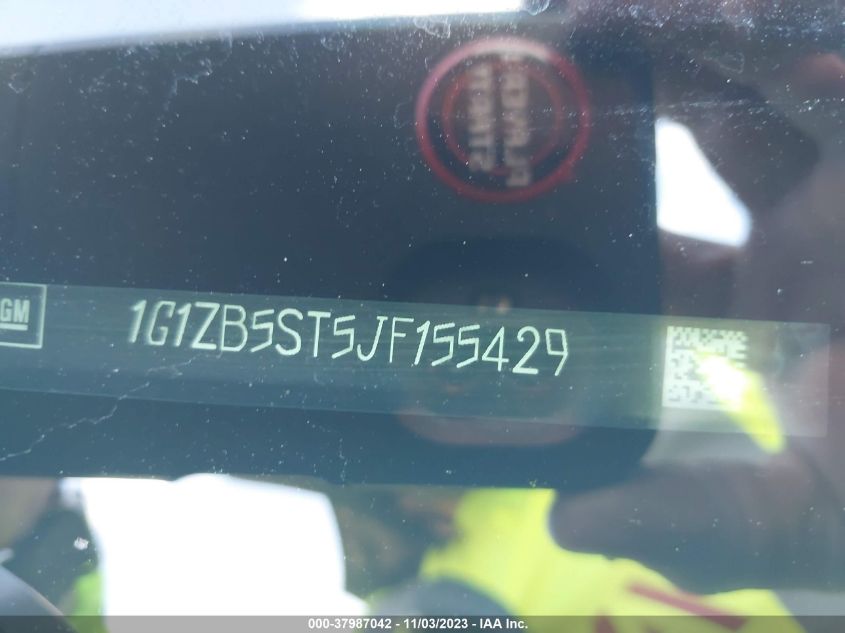 GM
1G1ZB5ST5JF155429
000-37987042 - 11/03/2023 - IAA Inc.